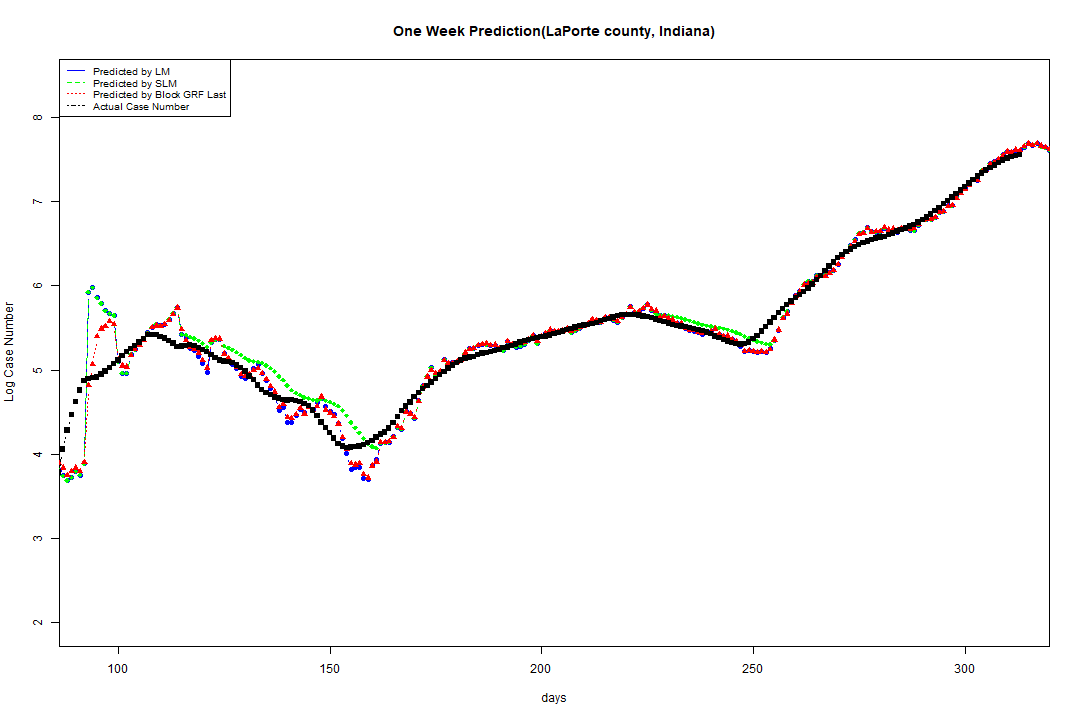 One Week Prediction(LaPorte county, Indiana)
Predicted by LM
Predicted by SLM
Predicted by Block GRF Last
Actual Case Number
Log Case Number
8
7
6
5
4
3
2
100 150 200 250 300
days